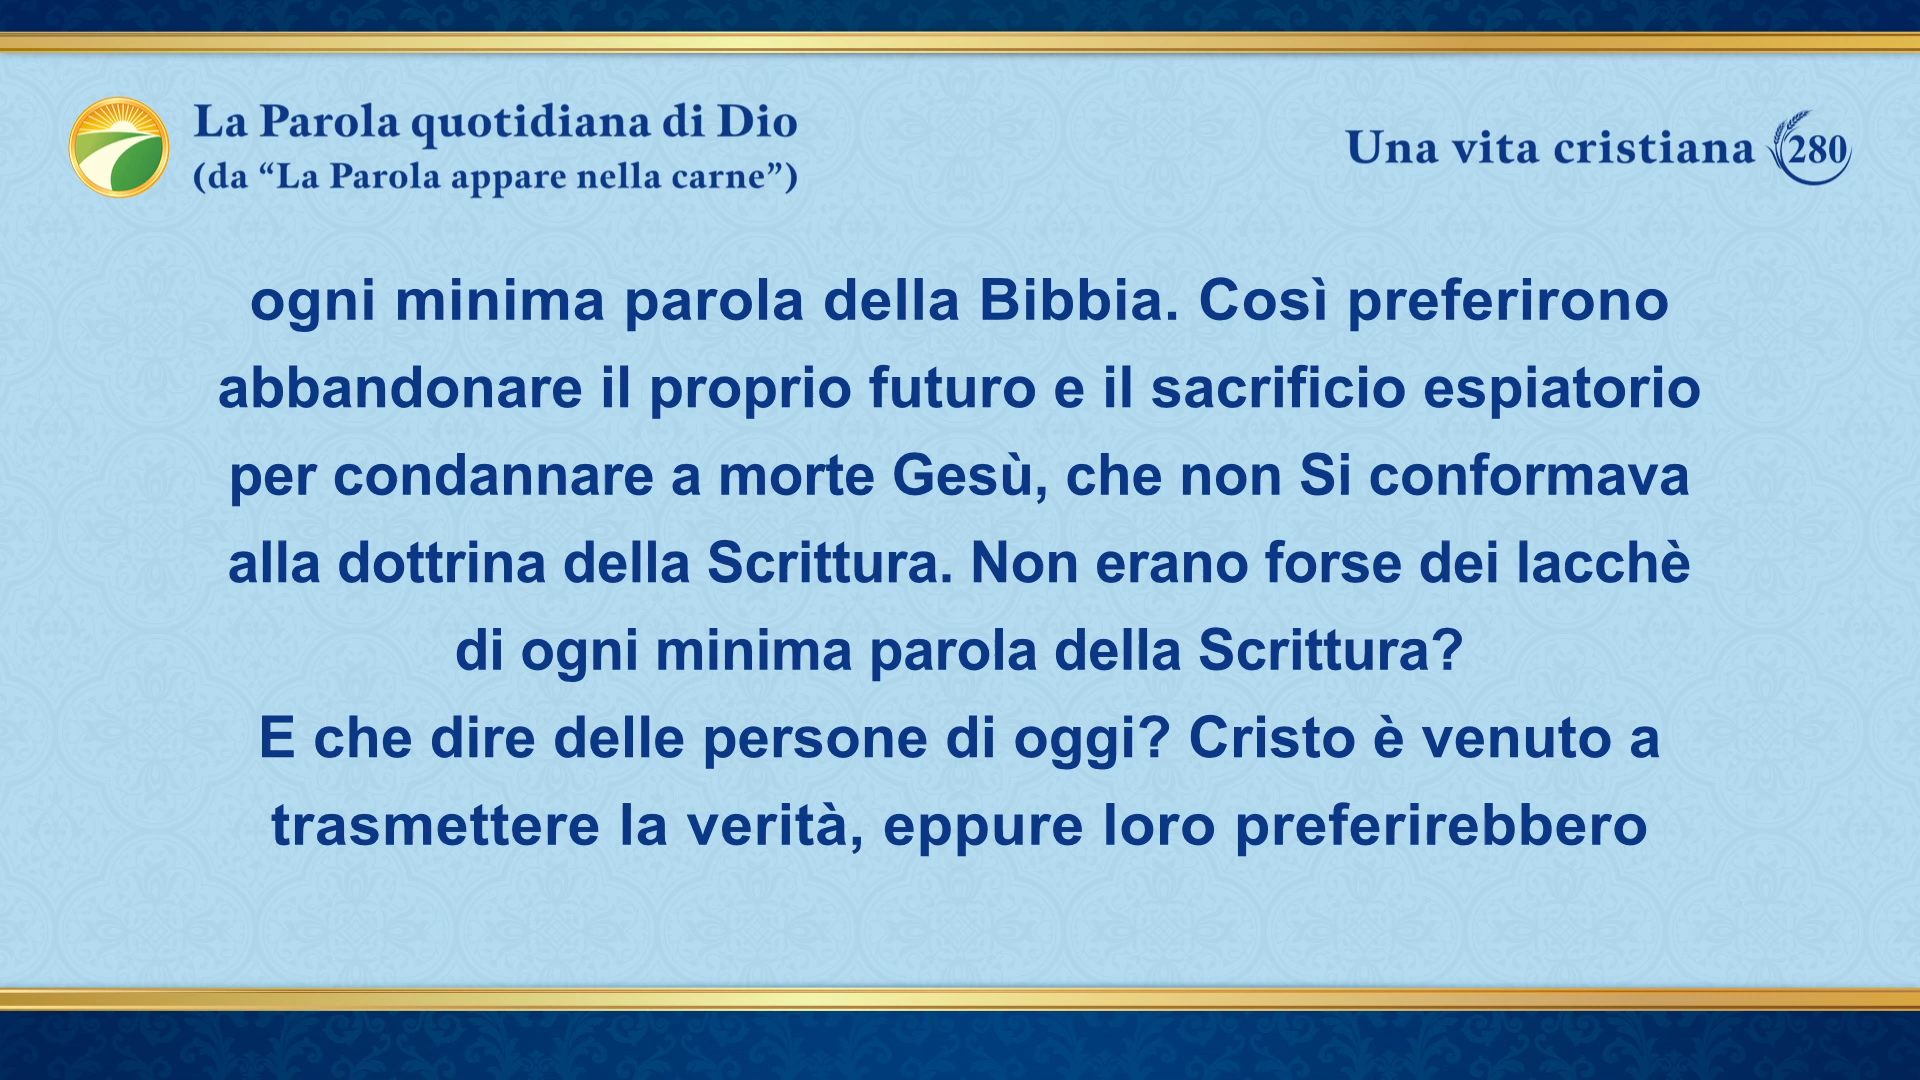 La Parola quotidiana di Dio
(da “La Parola appare nella carne”)
Una vita cristiana 280
ogni minima parola della Bibbia. Così preferirono
abbandonare il proprio futuro e il sacrificio espiatorio
per condannare a morte Gesù, che non Si conformava
alla dottrina della Scrittura. Non erano forse dei lacchè
di ogni minima parola della Scrittura?
E che dire delle persone di oggi? Cristo è venuto a
trasmettere la verità, eppure loro preferirebbero